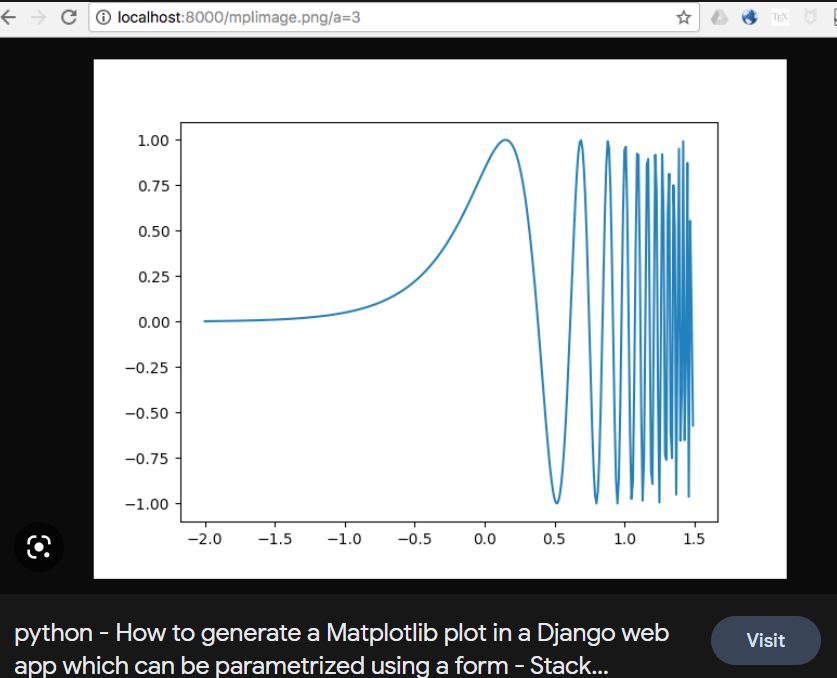 localhost:8000/mplimage.png/a=3
TEX
1.00
0.75
0.50
0.25
0.00
−0.25
−0.50
−0.75
−1.00
−2.0 −1.5 −1.0 −0.5 0.0 0.5 1.0 1.5
python - How to generate a Matplotlib plot in a Django web
app which can be parametrized using a form - Stack...
Visit